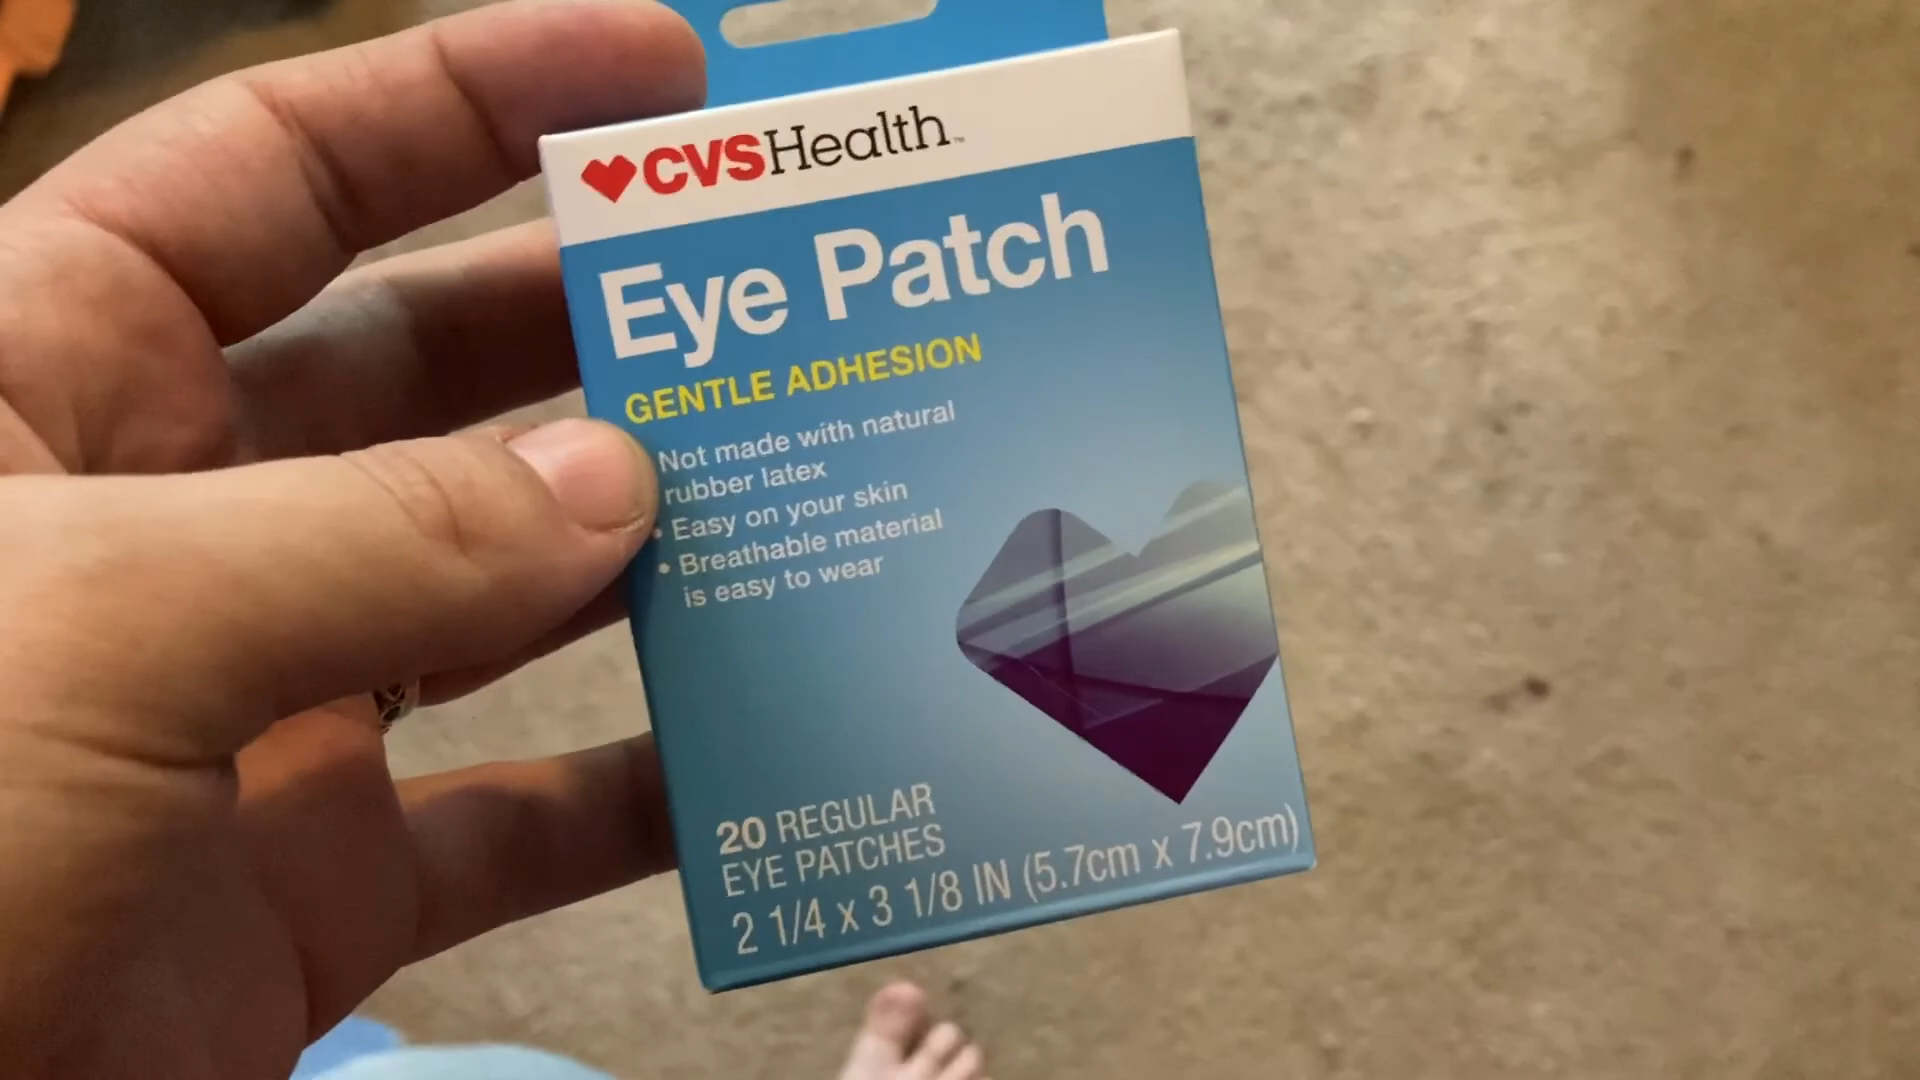 CVSHealth™
Eye Patch
GENTLE ADHESION
Not made with natural
rubber latex
• Easy on your skin
• Breathable material
is easy to wear
20 REGULAR
EYE PATCHES
2 1/4 x 3 1/8 IN (5.7cm x 7.9cm)